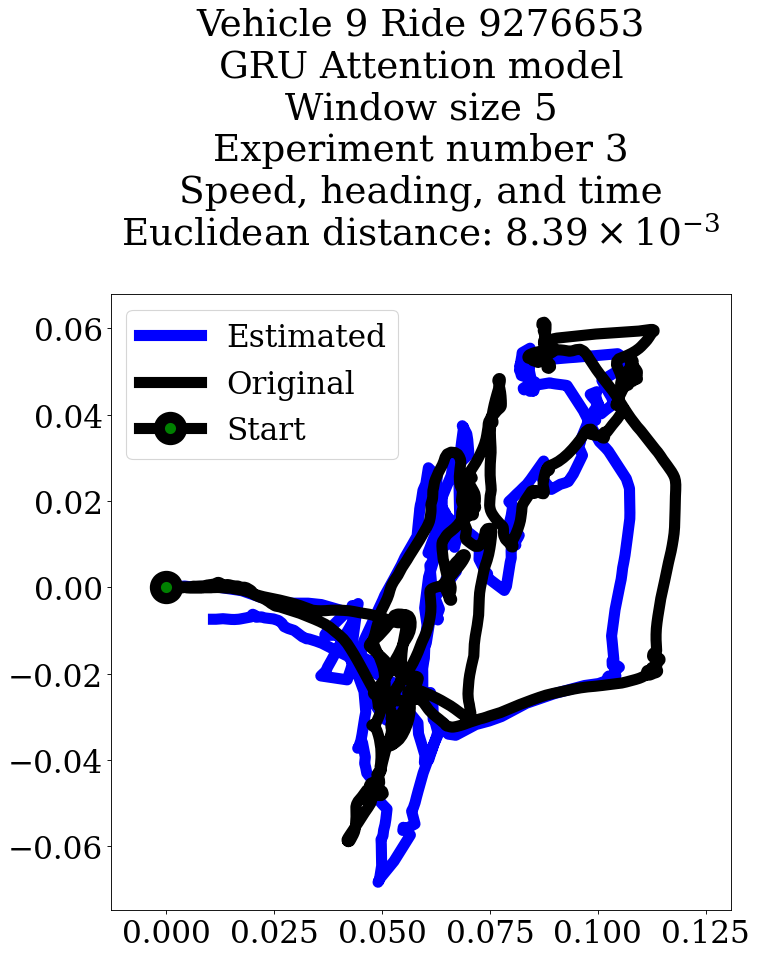 Vehicle 9 Ride 9276653
GRU Attention model
Window size 5
Experiment number 3
Speed, heading, and time
Euclidean distance: 8.39 × 10⁻³
Estimated
Original
Start
0.06
0.04
0.02
0.00
−0.02
−0.04
−0.06
0.000 0.025 0.050 0.075 0.100 0.125